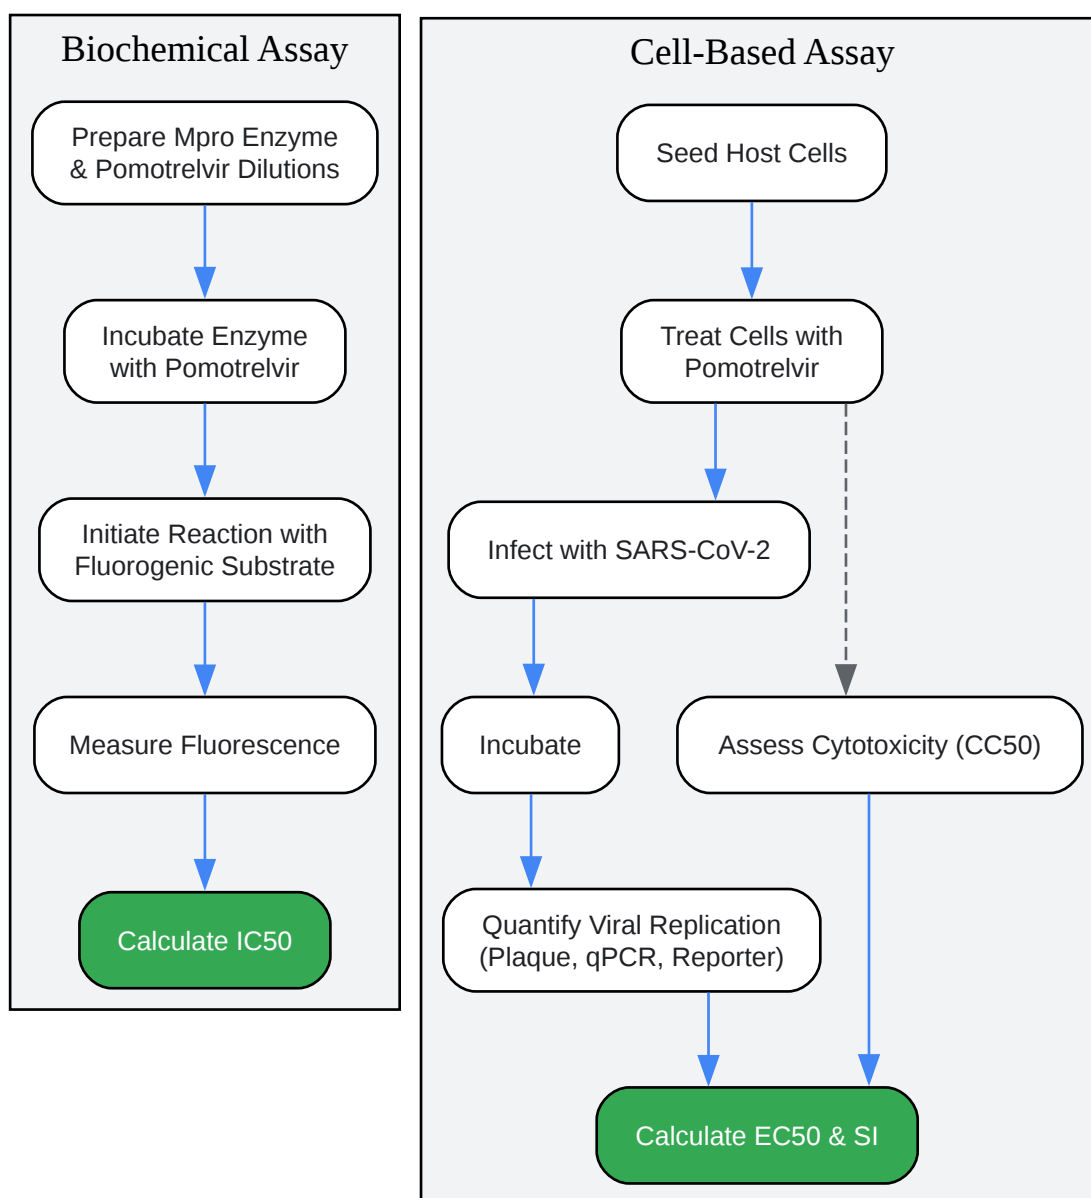 Biochemical Assay
Prepare Mpro Enzyme
& Pomotrelvir Dilutions
Incubate Enzyme
with Pomotrelvir
Initiate Reaction with
Fluorogenic Substrate
Measure Fluorescence
Calculate IC50
Cell-Based Assay
Seed Host Cells
Treat Cells with
Pomotrelvir
Infect with SARS-CoV-2
Incubate
Assess Cytotoxicity (CC50)
Quantify Viral Replication
(Plaque, qPCR, Reporter)
Calculate EC50 & SI